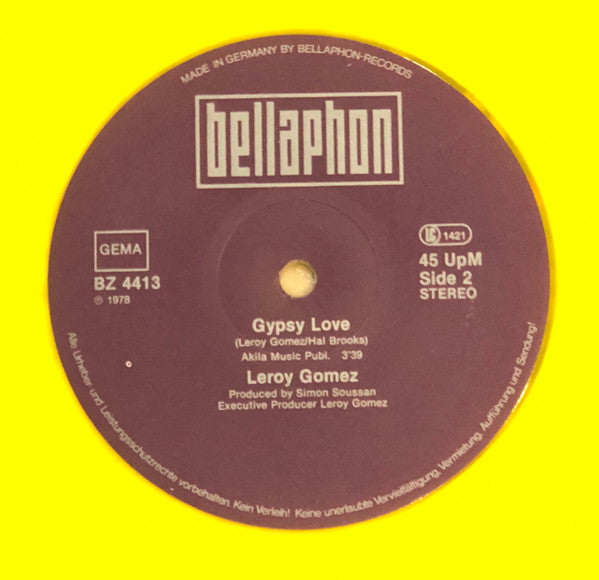 MADE IN GERMANY BY BELLAPHON-RECORDS
bellaphon
GEMA
BZ 4413
℗ 1978
LC 1421
45 UpM
Side 2
STEREO
Gypsy Love
(Leroy Gomez/Hal Brooks)
Akila Music Publ. 3'39
Leroy Gomez
Produced by Simon Soussan
Executive Producer Leroy Gomez
Alle Urheber und Leistungsschutzrechte vorbehalten. Kein Verleih! Keine unerlaubte Vervielfältigung, Vermietung, Aufführung und Sendung!